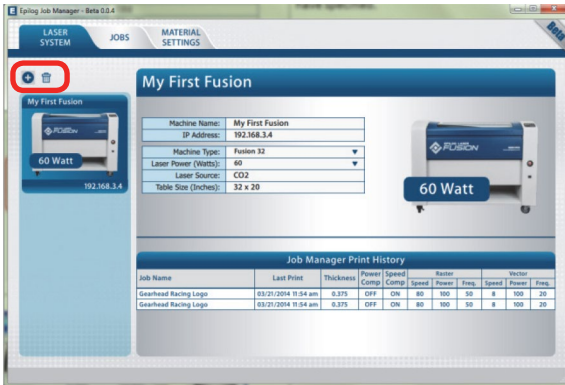 have specified.
Epilog Job Manager - Beta 0.0.4
Beta
LASER SYSTEM
JOBS
MATERIAL SETTINGS
My First Fusion
FUSION
60 Watt
192.168.3.4
My First Fusion
Machine Name: My First Fusion
IP Address: 192.168.3.4
Machine Type: Fusion 32
Laser Power (Watts): 60
Laser Source: CO2
Table Size (Inches): 32 x 20
FUSION
60 Watt
Job Manager Print History
Job Name Last Print Thickness Power Comp Speed Comp Raster Vector
Speed Power Freq. Speed Power Freq.
Gearhead Racing Logo 03/21/2014 11:54 am 0.375 OFF ON 80 100 50 8 100 20
Gearhead Racing Logo 03/21/2014 11:54 am 0.375 OFF ON 80 100 50 8 100 20